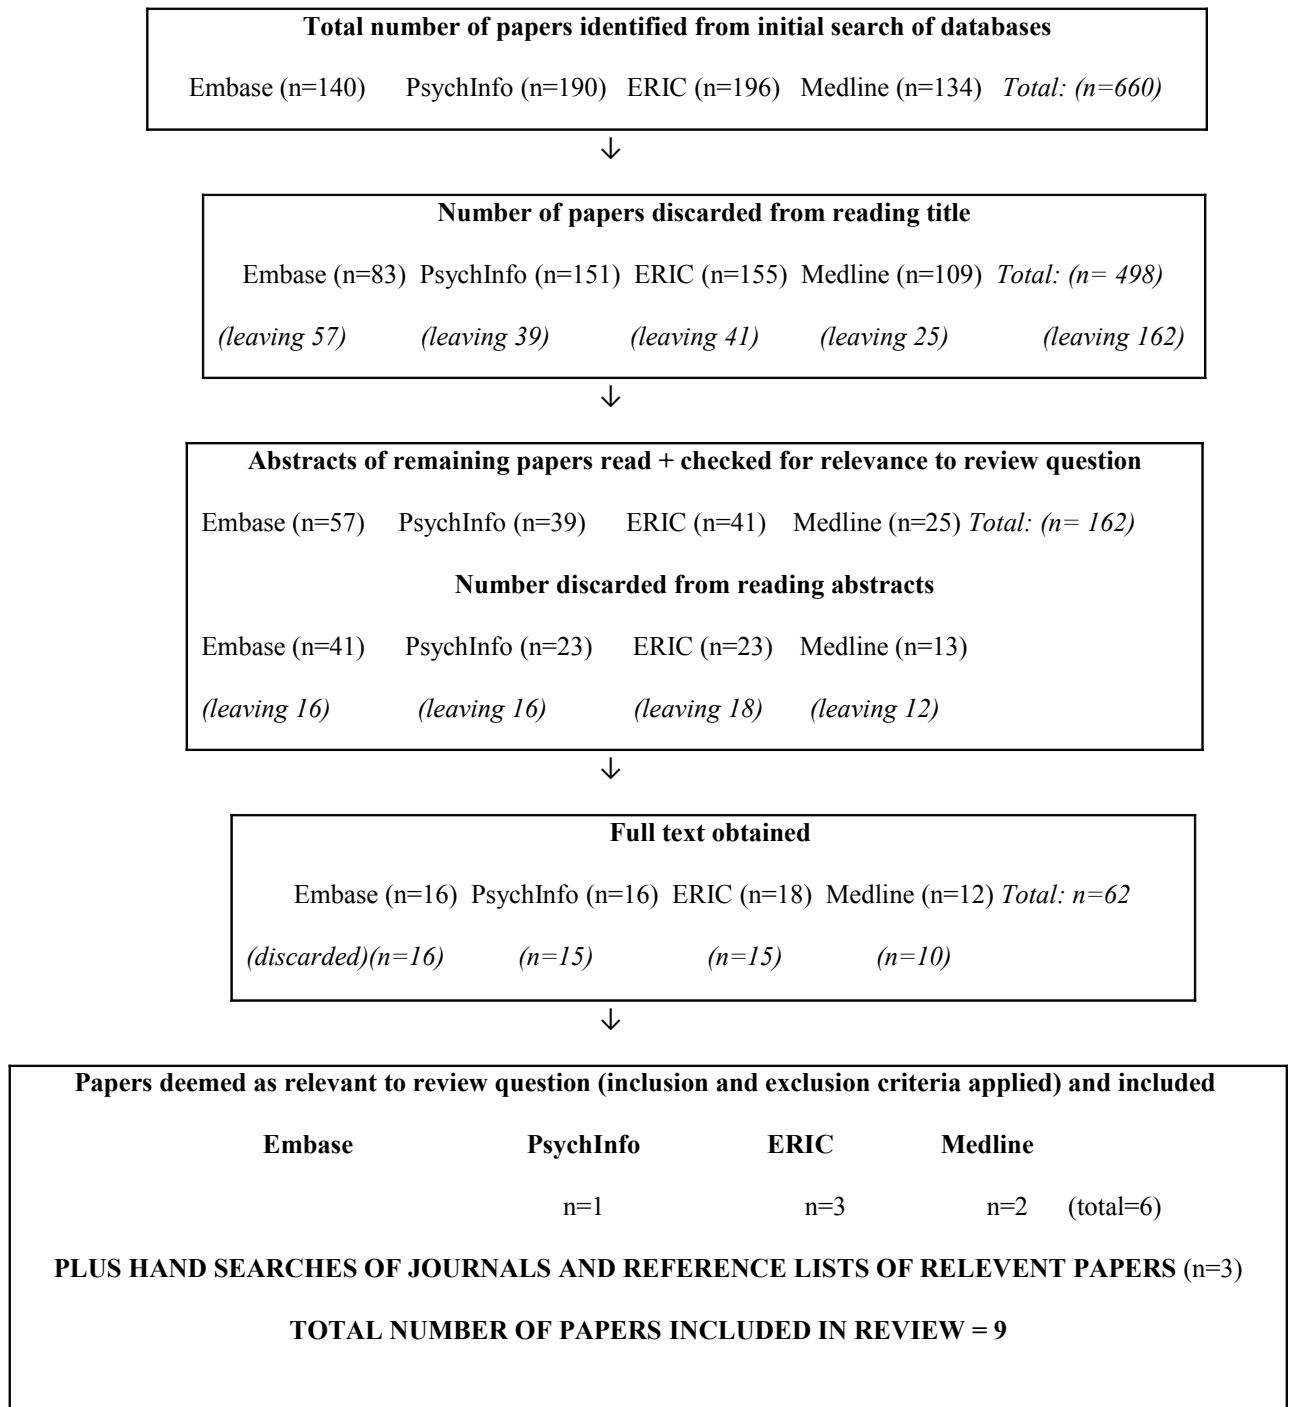 Total number of papers identified from initial search of databases
Embase (n=140) PsychInfo (n=190) ERIC (n=196) Medline (n=134) Total: (n=660)
↓
Number of papers discarded from reading title
Embase (n=83) PsychInfo (n=151) ERIC (n=155) Medline (n=109) Total: (n= 498)
(leaving 57) (leaving 39) (leaving 41) (leaving 25) (leaving 162)
↓
Abstracts of remaining papers read + checked for relevance to review question
Embase (n=57) PsychInfo (n=39) ERIC (n=41) Medline (n=25) Total: (n= 162)
Number discarded from reading abstracts
Embase (n=41) PsychInfo (n=23) ERIC (n=23) Medline (n=13)
(leaving 16) (leaving 16) (leaving 18) (leaving 12)
↓
Full text obtained
Embase (n=16) PsychInfo (n=16) ERIC (n=18) Medline (n=12) Total: n=62
(discarded)(n=16) (n=15) (n=15) (n=10)
↓
Papers deemed as relevant to review question (inclusion and exclusion criteria applied) and included
Embase PsychInfo ERIC Medline
n=1 n=3 n=2 (total=6)
PLUS HAND SEARCHES OF JOURNALS AND REFERENCE LISTS OF RELEVENT PAPERS (n=3)
TOTAL NUMBER OF PAPERS INCLUDED IN REVIEW = 9